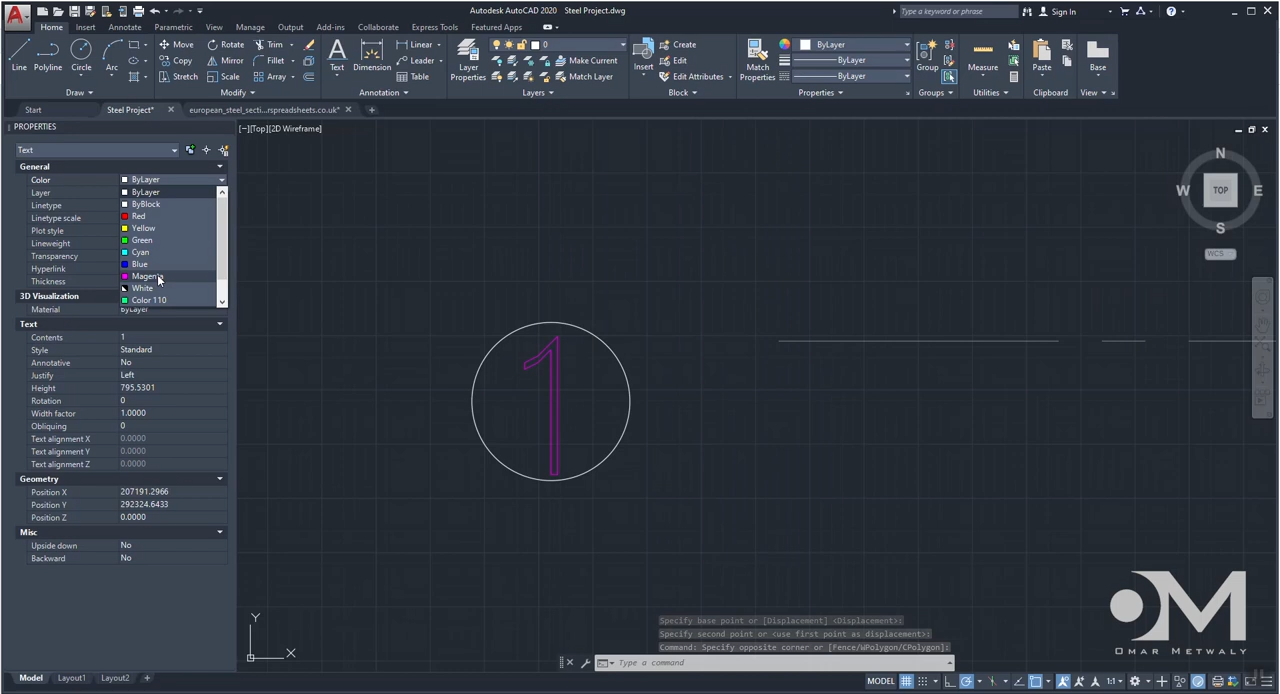 Autodesk AutoCAD 2020 Steel Project.dwg
Type a keyword or phrase
Sign In
Home Insert Annotate Parametric View Manage Output Add-ins Collaborate Express Tools Featured Apps
Line Polyline Circle Arc
Move Rotate Trim
Copy Mirror Fillet
Stretch Scale Array
Text Dimension
Linear
Leader
Table
Layer Properties
0
Make Current
Match Layer
Insert
Create
Edit
Edit Attributes
Match Properties
ByLayer
ByLayer
ByLayer
Group
Measure
Paste
Base
Draw Modify Annotation Layers Block Properties Groups Utilities Clipboard View
Start Steel Project* european_steel_secti...rspreadsheets.co.uk*
PROPERTIES
[−][Top][2D Wireframe]
Text
General
Color ByLayer
Layer ByLayer
Linetype ByBlock
Linetype scale Red
Plot style Yellow
Lineweight Green
Transparency Cyan
Hyperlink Blue
Thickness Magenta
White
3D Visualization Color 110
Material ByLayer
Text
Contents 1
Style Standard
Annotative No
Justify Left
Height 795.5301
Rotation 0
Width factor 1.0000
Obliquing 0
Text alignment X 0.0000
Text alignment Y 0.0000
Text alignment Z 0.0000
Geometry
Position X 207191.2966
Position Y 292324.6433
Position Z 0.0000
Misc
Upside down No
Backward No
1
N
W TOP E
S
WCS
Y
X
Specify base point or [Displacement] <Displacement>:
Specify second point or <use first point as displacement>:
Command: Specify opposite corner or [Fence/WPolygon/CPolygon]:
Type a command
OM
OMAR METWALY
Model Layout1 Layout2
MODEL 1:1